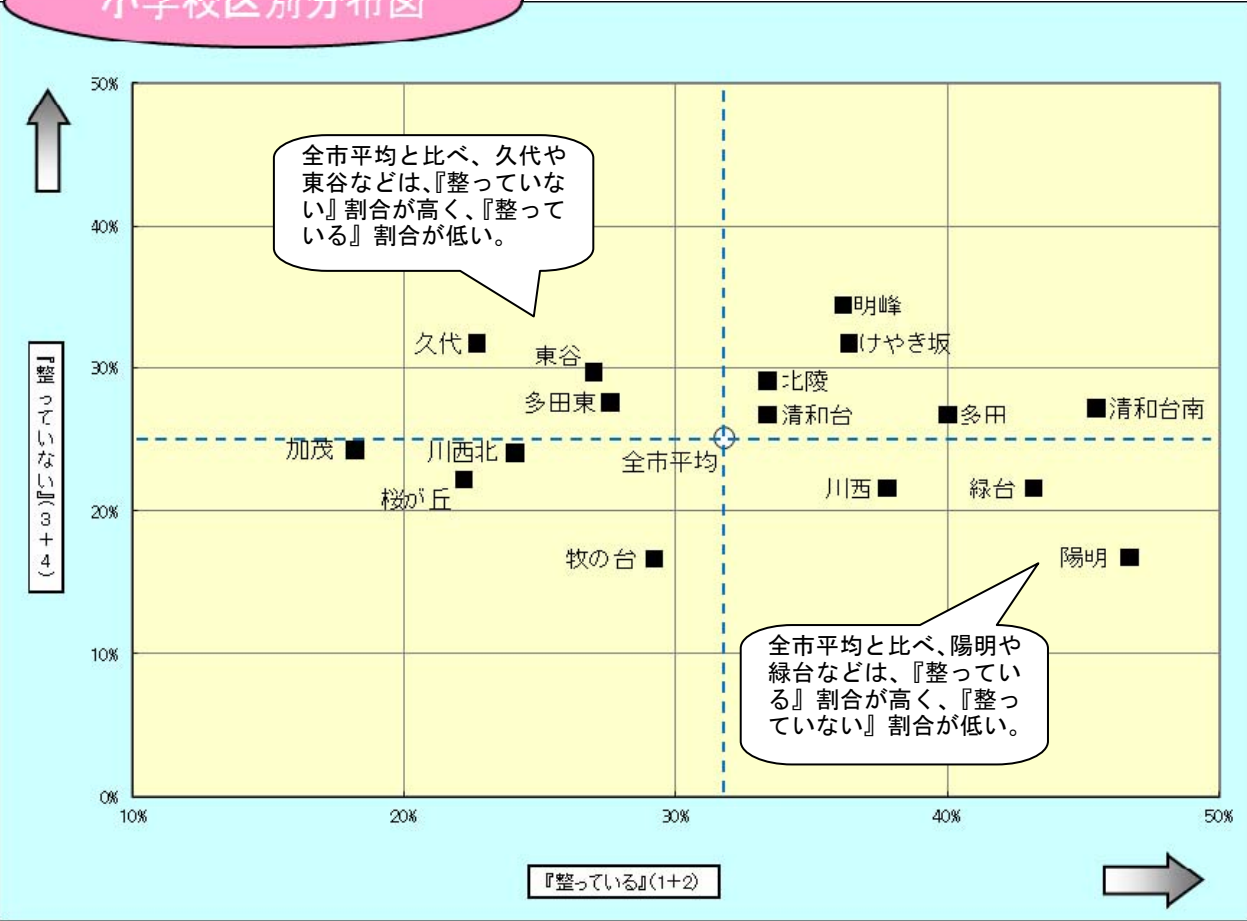 小学校区別分布図
50%
全市平均と比べ、久代や
東谷などは、『整っていな
い』割合が高く、『整って
いる』割合が低い。
40%
明峰
久代
けやき坂
東谷
30%
北陵
多田東
清和台
多田
清和台南
加茂
川西北
全市平均
桜が丘
川西
緑台
20%
牧の台
陽明
全市平均と比べ、陽明や
緑台などは、『整ってい
る』割合が高く、『整っ
ていない』割合が低い。
10%
0%
『整っていない』(3+4)
10%
20%
30%
40%
50%
『整っている』(1+2)